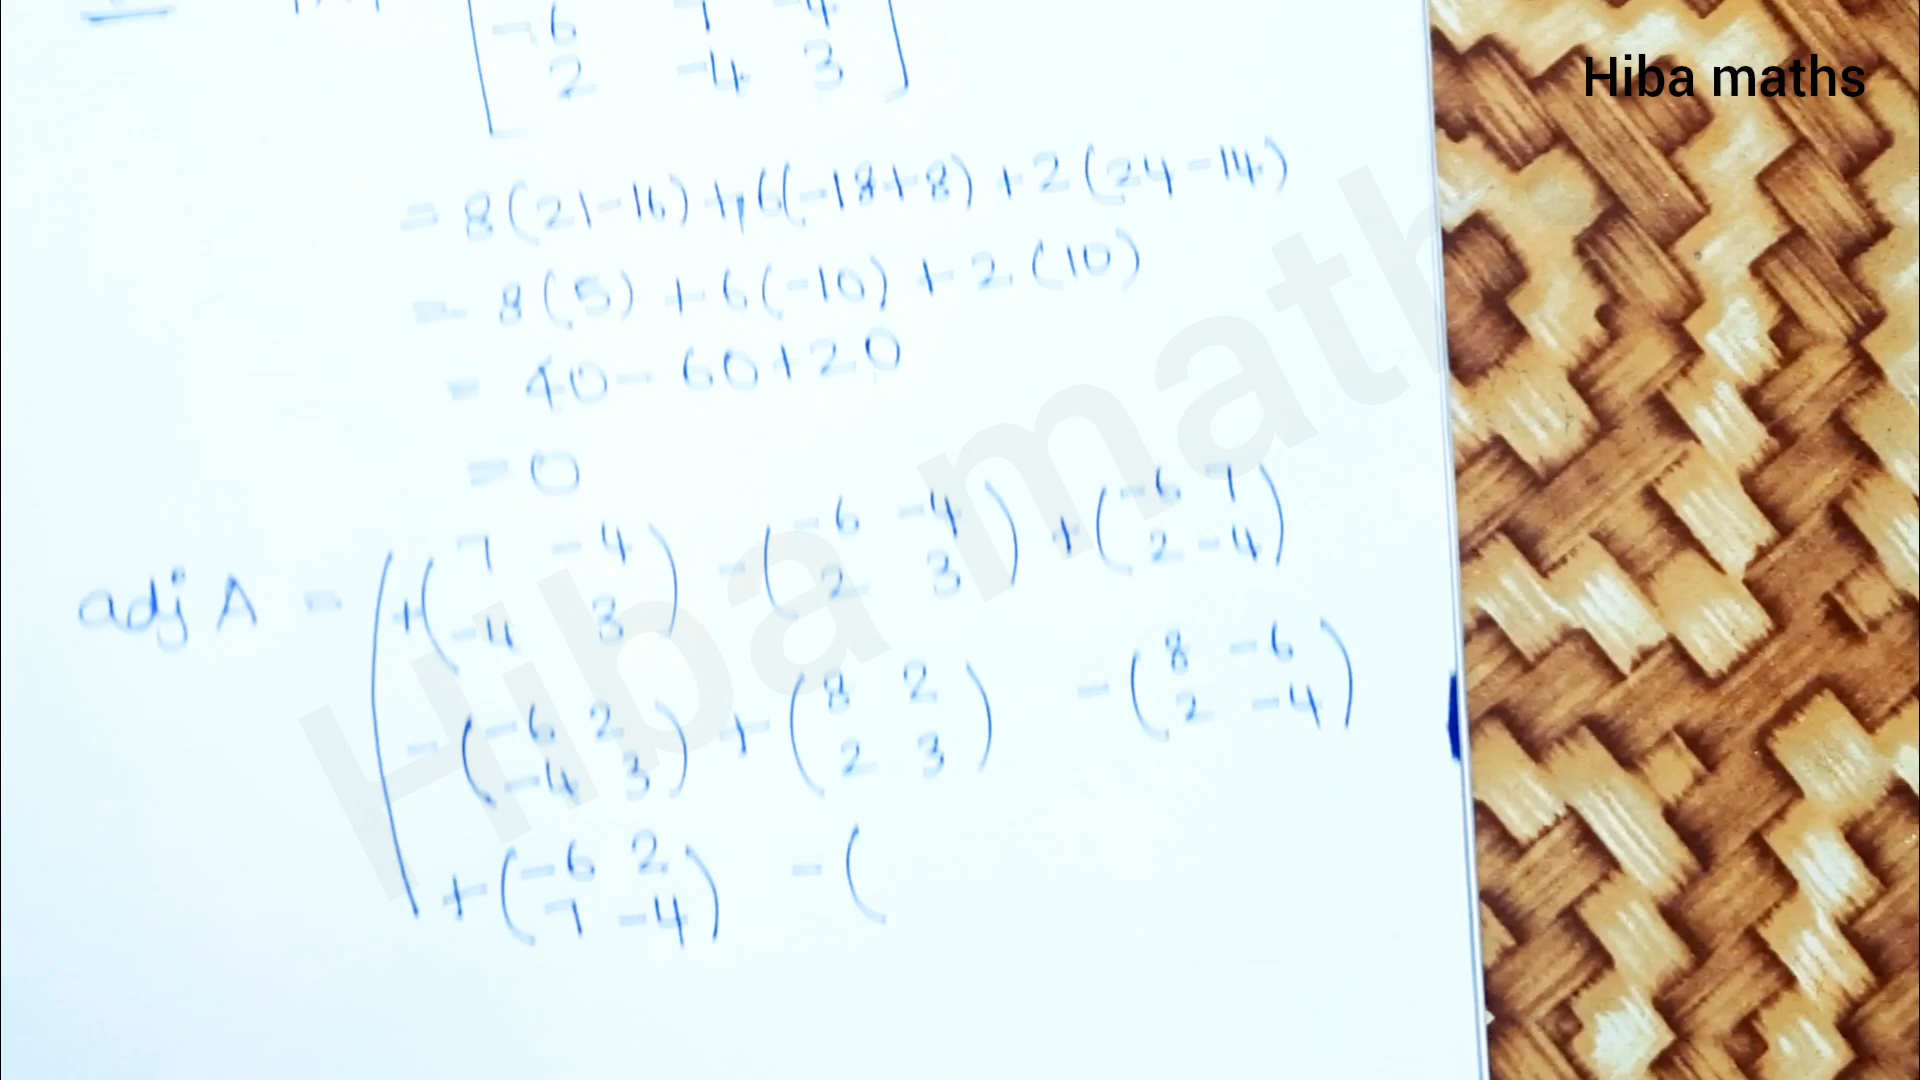 Hiba maths
-6 7 -4
2 -4 3
= 8(21-16)+6(-18+8)+2(24-14)
= 8(5)+6(-10)+2(10)
= 40-60+20
= 0
adj A = ( +( 7 -4 ) -( -6 -4 ) +( -6 7 )
-4 3 2 3 2 -4
-( -6 2 ) +( 8 2 ) -( 8 -6 )
-4 3 2 3 2 -4
+( -6 2 ) -(
7 -4
Hiba math